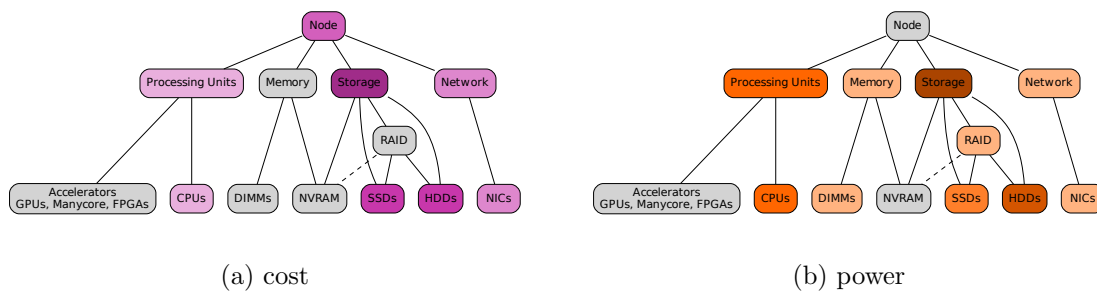 Node
Processing Units
Memory
Storage
Network
RAID
Accelerators
GPUs, Manycore, FPGAs
CPUs
DIMMs
NVRAM
SSDs
HDDs
NICs
(a) cost
Node
Processing Units
Memory
Storage
Network
RAID
Accelerators
GPUs, Manycore, FPGAs
CPUs
DIMMs
NVRAM
SSDs
HDDs
NICs
(b) power